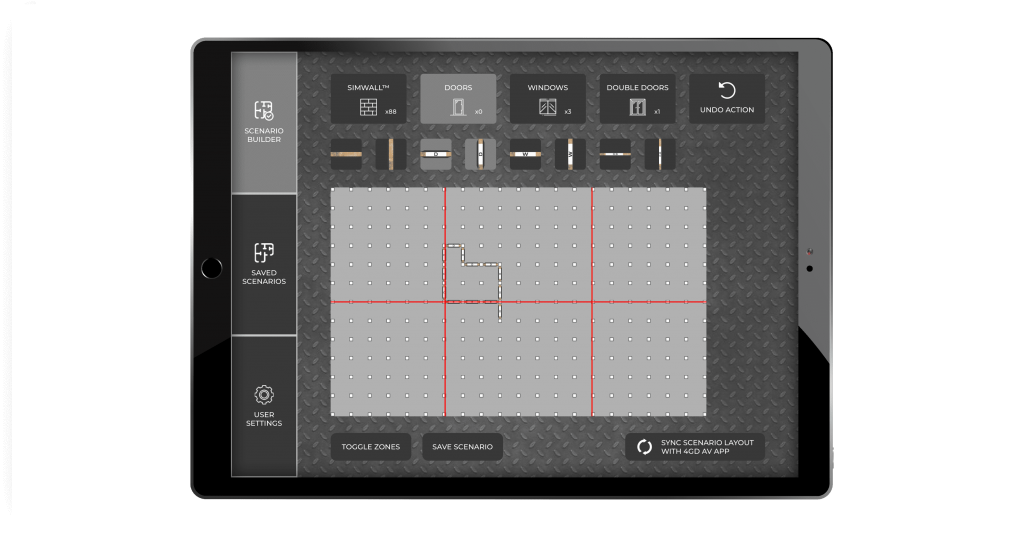 SCENARIO
BUILDER
SAVED
SCENARIOS
USER
SETTINGS
SIMWALL™
x88
DOORS
x0
WINDOWS
x3
DOUBLE DOORS
x1
UNDO ACTION
D
D
W
W
TOGGLE ZONES
SAVE SCENARIO
SYNC SCENARIO LAYOUT
WITH 4GD AV APP